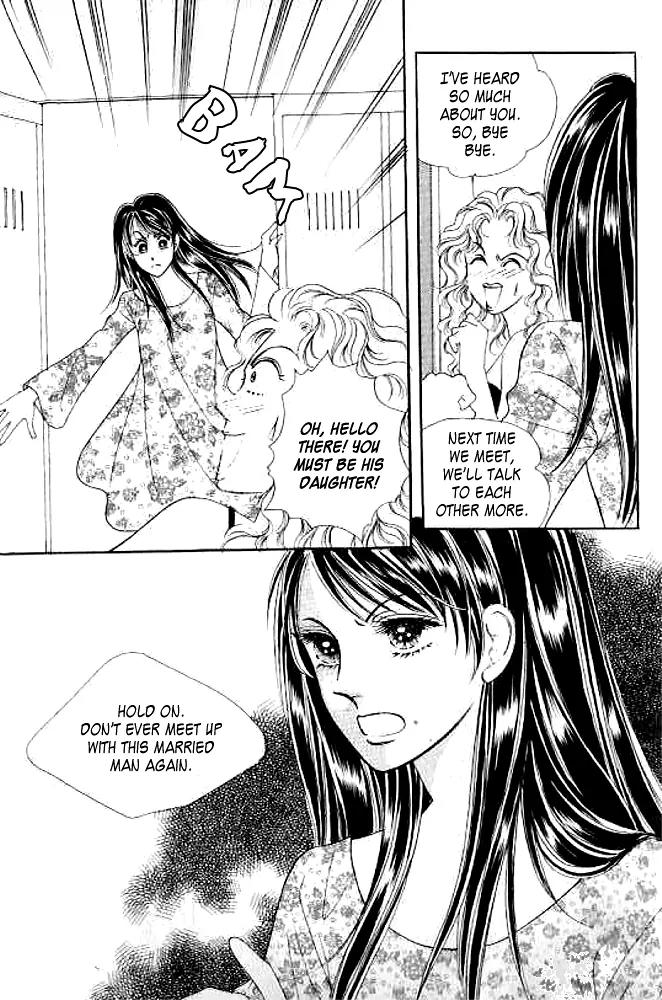 BAM
OH, HELLO
THERE! YOU
MUST BE HIS
DAUGHTER!
I'VE HEARD
SO MUCH
ABOUT YOU.
SO, BYE
BYE.
NEXT TIME
WE MEET,
WE'LL TALK
TO EACH
OTHER MORE.
HOLD ON.
DON'T EVER MEET UP
WITH THIS MARRIED
MAN AGAIN.